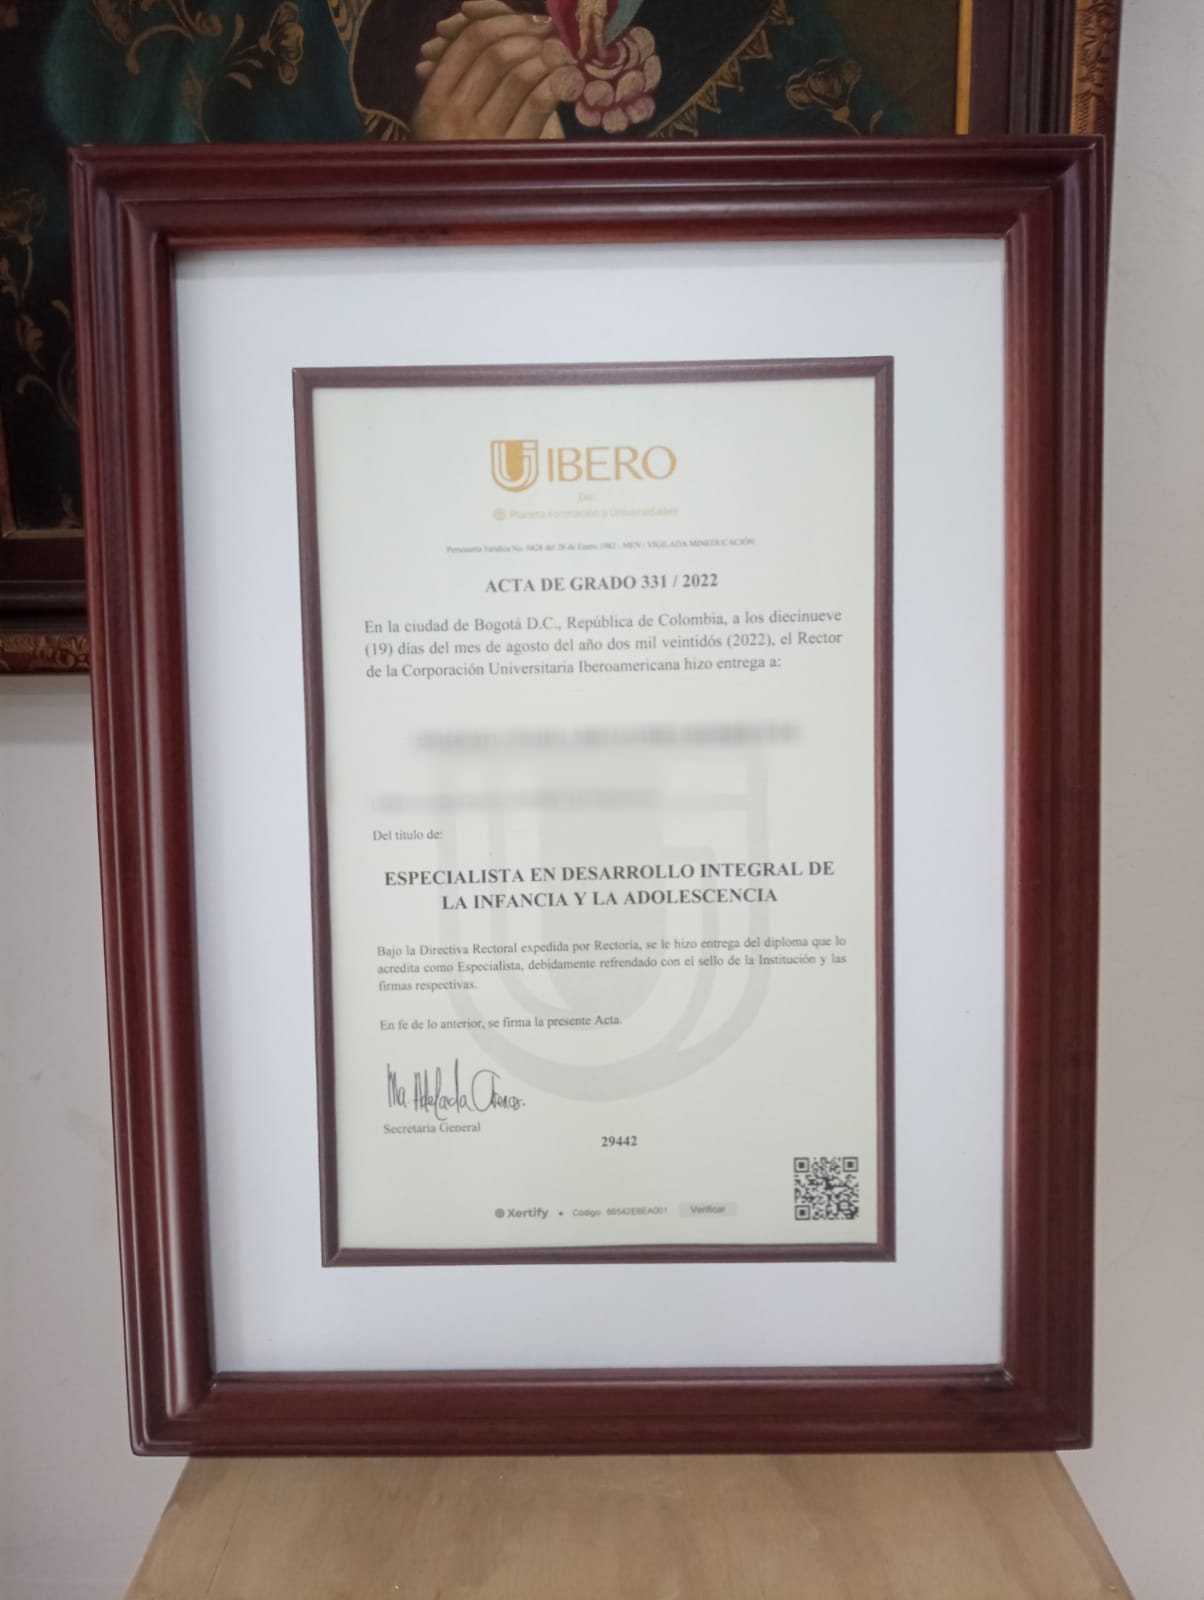 IBERO
De:
Planeta Formación y Universidades
Personería Jurídica No. 0428 del 28 de Enero 1982 - MEN | VIGILADA MINEDUCACIÓN
ACTA DE GRADO 331 / 2022
En la ciudad de Bogotá D.C., República de Colombia, a los diecinueve
(19) días del mes de agosto del año dos mil veintidós (2022), el Rector
de la Corporación Universitaria Iberoamericana hizo entrega a:
Del título de:
ESPECIALISTA EN DESARROLLO INTEGRAL DE
LA INFANCIA Y LA ADOLESCENCIA
Bajo la Directiva Rectoral expedida por Rectoría, se le hizo entrega del diploma que lo
acredita como Especialista, debidamente refrendado con el sello de la Institución y las
firmas respectivas.
En fe de lo anterior, se firma la presente Acta.
Ma. Adelaida
Secretaria General
29442
Xertify • Código: 66542EBEA001 Verificar